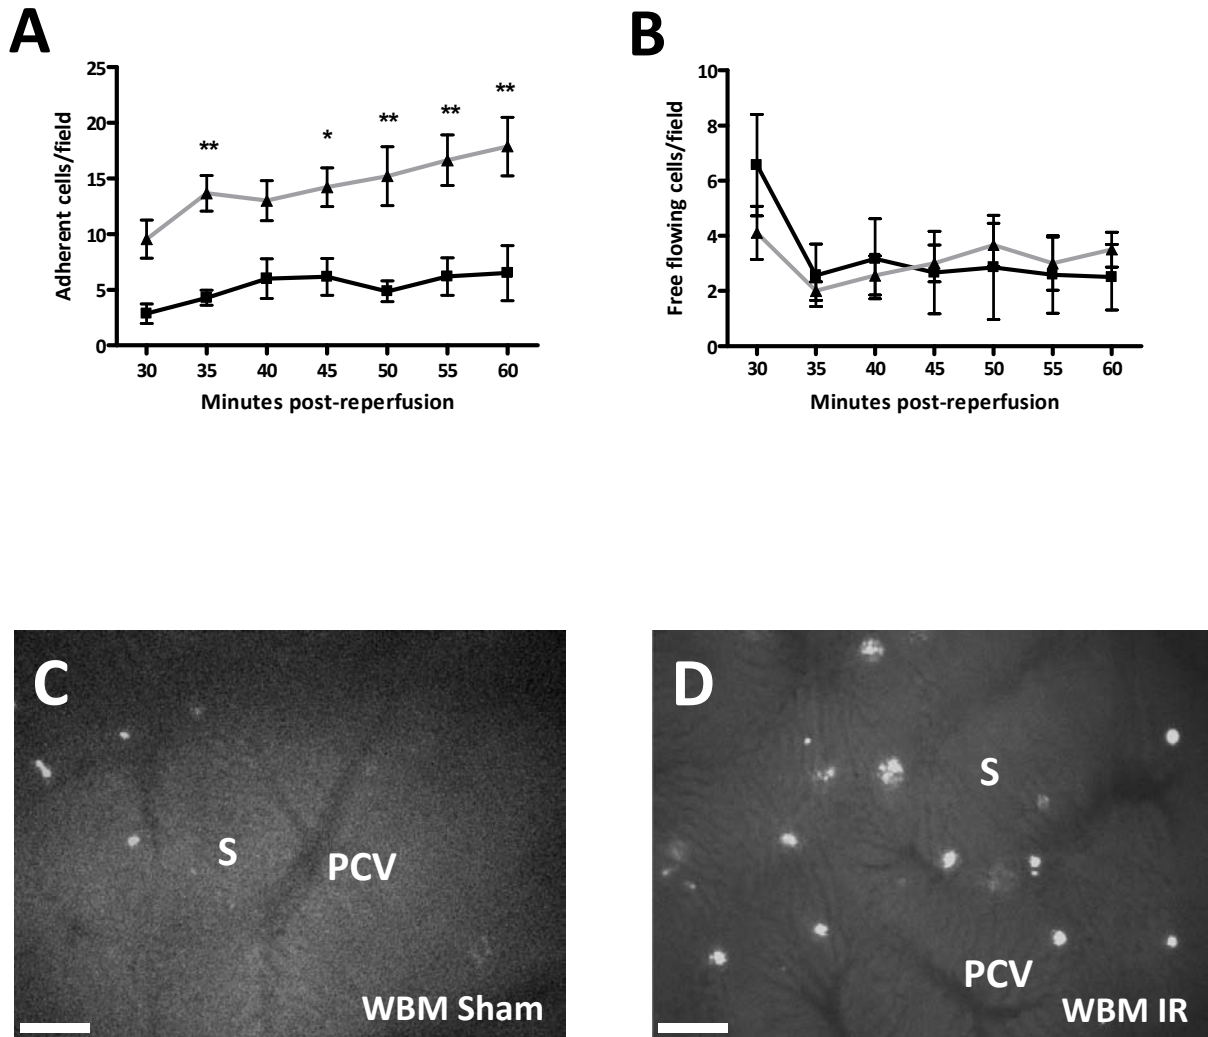 A
B
25
20
15
10
5
0
Adherent cells/field
**
*
**
**
**
30 35 40 45 50 55 60
Minutes post-reperfusion
10
8
6
4
2
0
Free flowing cells/field
30 35 40 45 50 55 60
Minutes post-reperfusion
C
S
PCV
WBM Sham
D
S
PCV
WBM IR